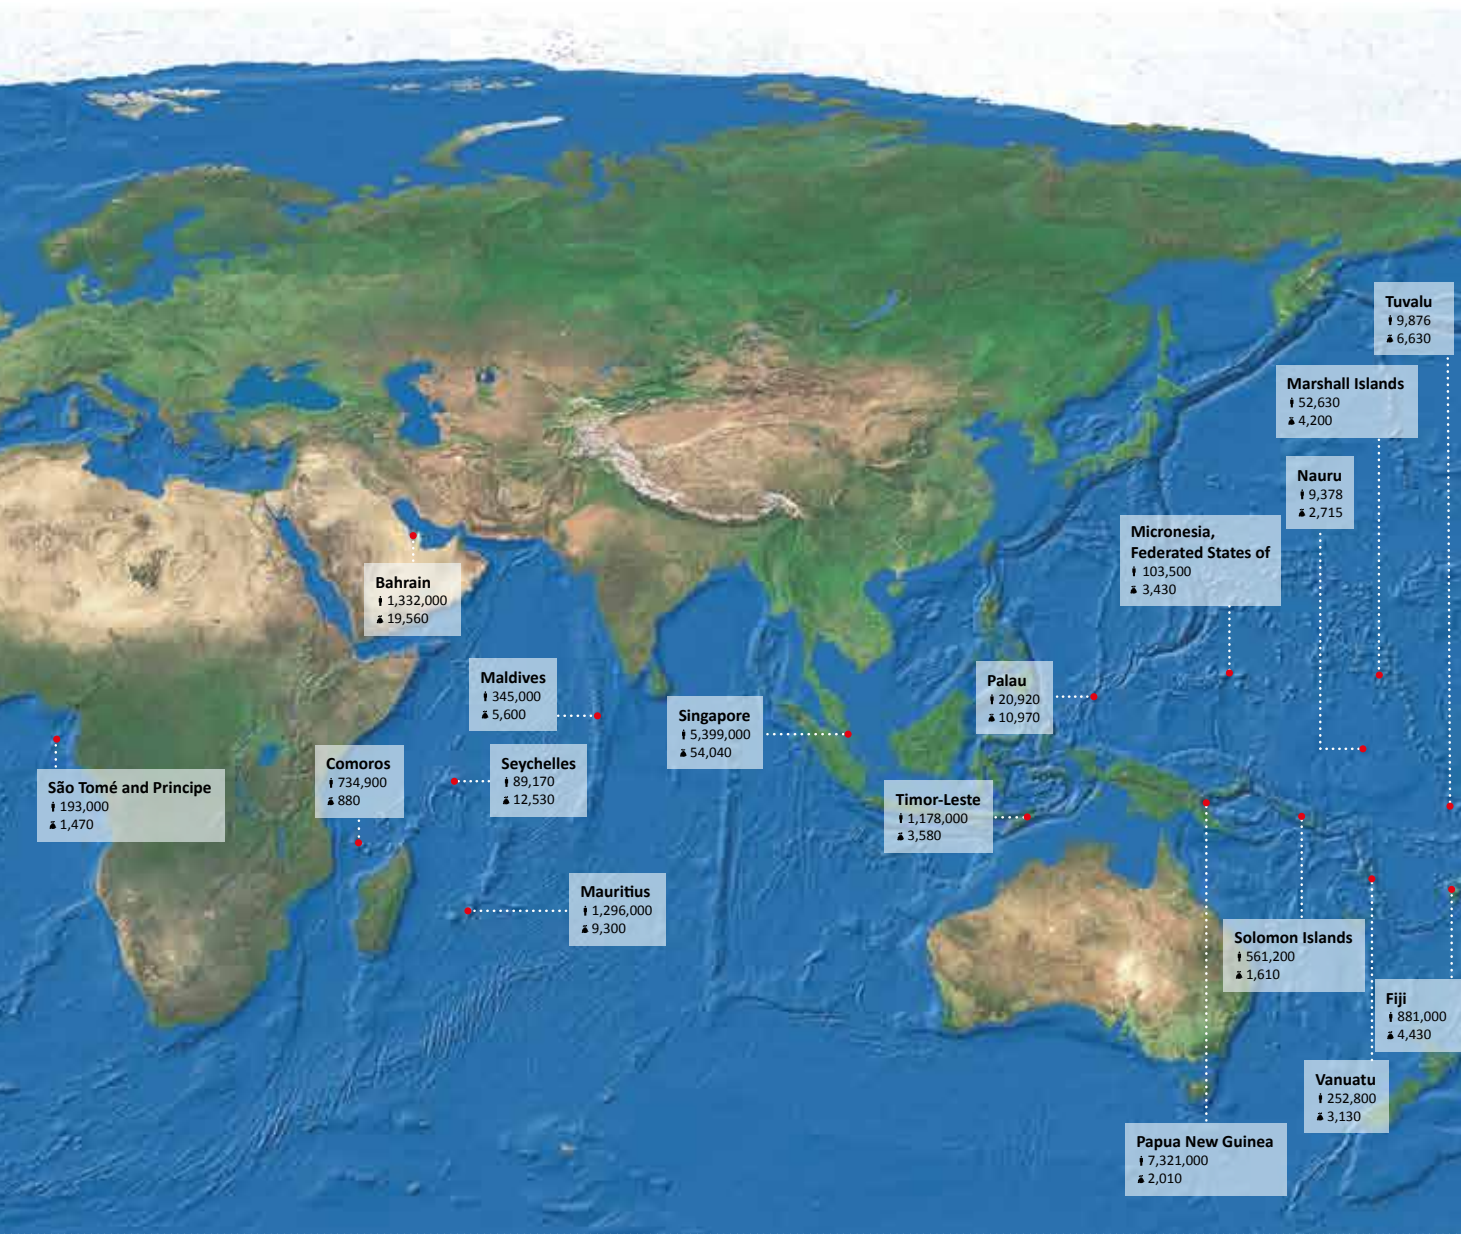 Tuvalu
9,876
6,630
Marshall Islands
52,630
4,200
Nauru
9,378
2,715
Micronesia,
Federated States of
103,500
3,430
Bahrain
1,332,000
19,560
Maldives
345,000
5,600
Palau
20,920
10,970
Singapore
5,399,000
54,040
Comoros
734,900
880
Seychelles
89,170
12,530
São Tomé and Principe
193,000
1,470
Timor-Leste
1,178,000
3,580
Mauritius
1,296,000
9,300
Solomon Islands
561,200
1,610
Fiji
881,000
4,430
Vanuatu
252,800
3,130
Papua New Guinea
7,321,000
2,010